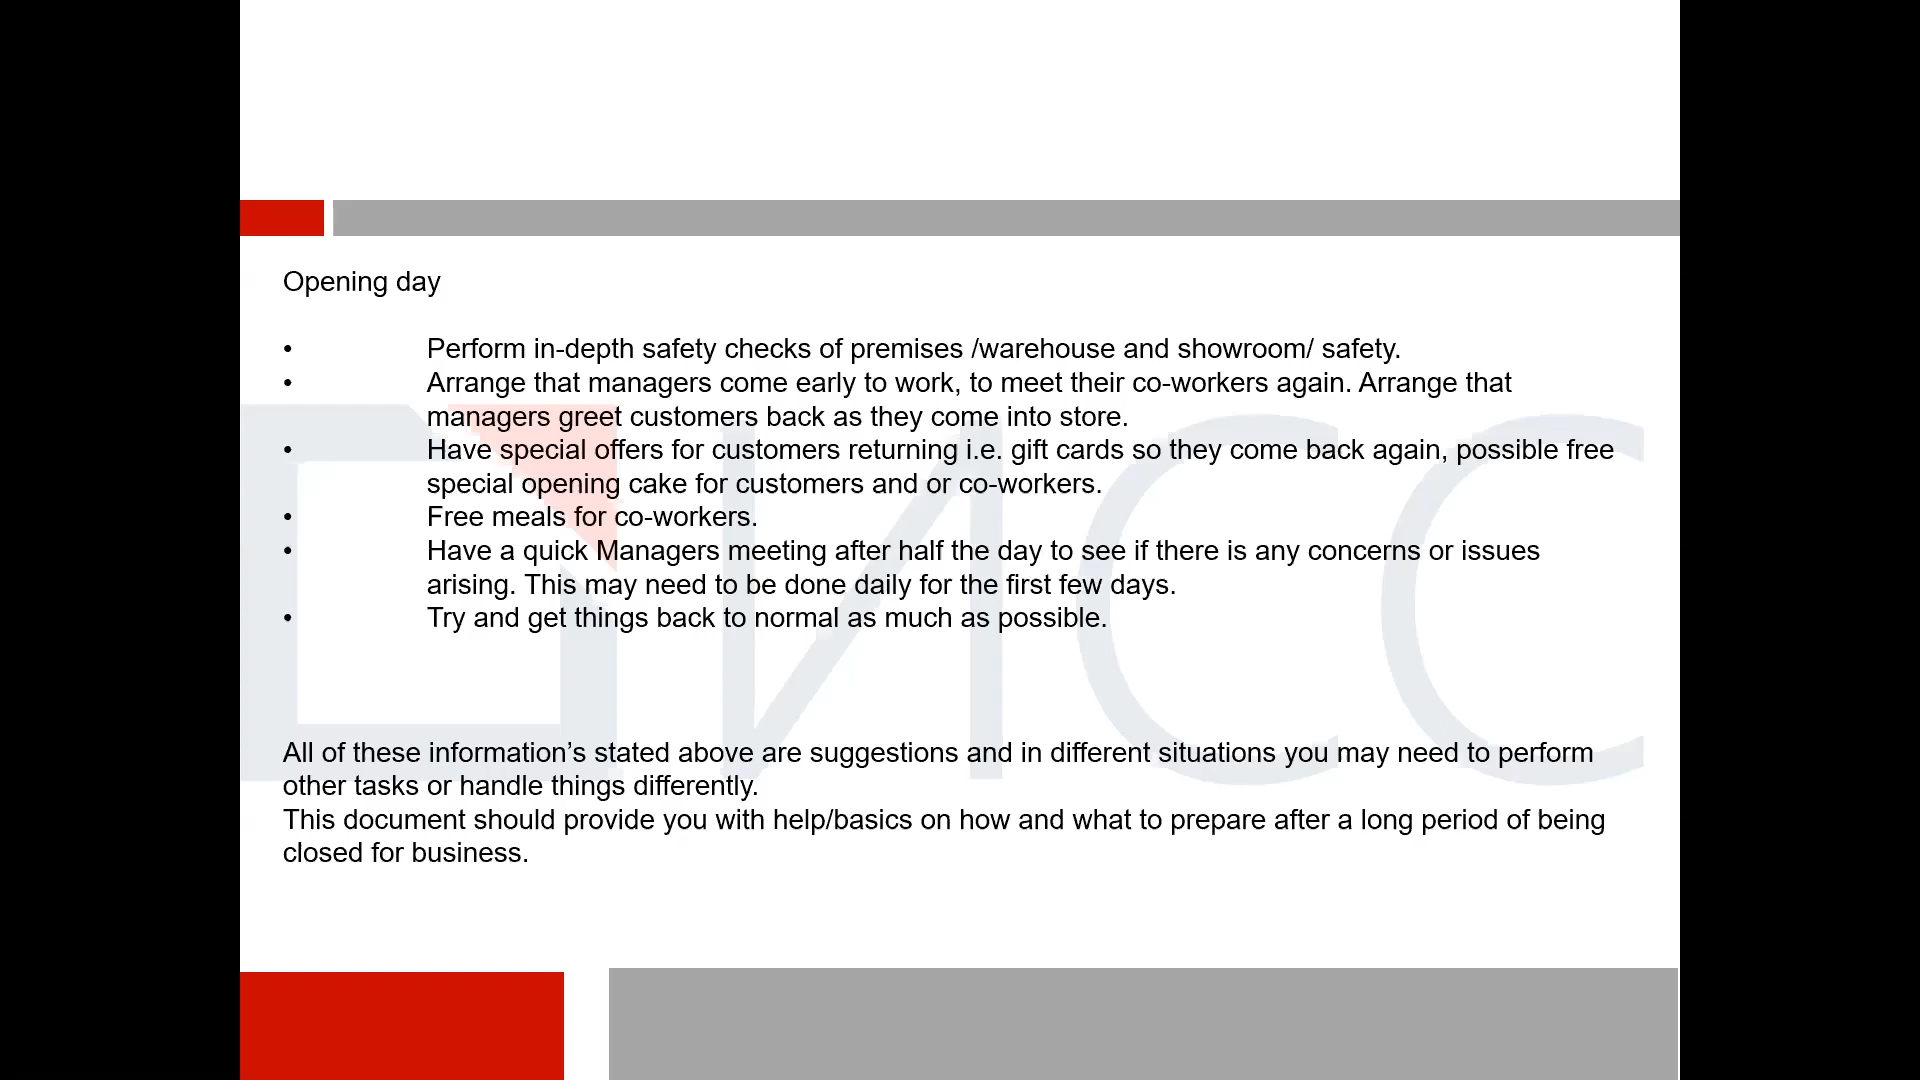 Opening day
• Perform in-depth safety checks of premises /warehouse and showroom/ safety.
• Arrange that managers come early to work, to meet their co-workers again. Arrange that
managers greet customers back as they come into store.
• Have special offers for customers returning i.e. gift cards so they come back again, possible free
special opening cake for customers and or co-workers.
• Free meals for co-workers.
• Have a quick Managers meeting after half the day to see if there is any concerns or issues
arising. This may need to be done daily for the first few days.
• Try and get things back to normal as much as possible.
ИСС
All of these information’s stated above are suggestions and in different situations you may need to perform
other tasks or handle things differently.
This document should provide you with help/basics on how and what to prepare after a long period of being
closed for business.